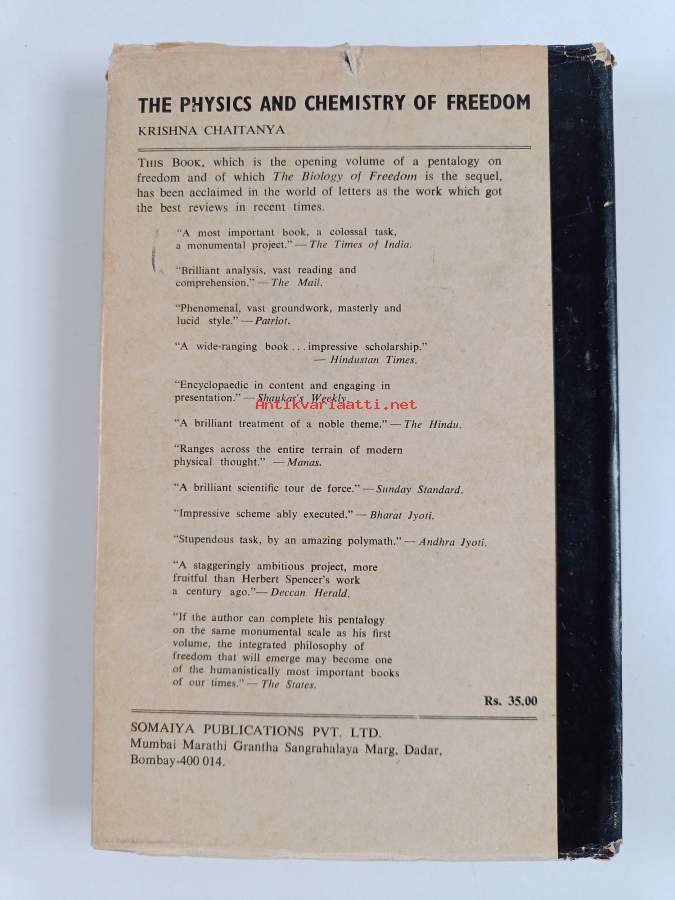 THE PHYSICS AND CHEMISTRY OF FREEDOM
KRISHNA CHAITANYA
THIS BOOK, which is the opening volume of a pentalogy on
freedom and of which The Biology of Freedom is the sequel,
has been acclaimed in the world of letters as the work which got
the best reviews in recent times.
"A most important book, a colossal task,
a monumental project." — The Times of India.
"Brilliant analysis, vast reading and
comprehension." — The Mail.
"Phenomenal, vast groundwork, masterly and
lucid style." — Patriot.
"A wide-ranging book . . . impressive scholarship."
— Hindustan Times.
"Encyclopaedic in content and engaging in
presentation." — Shankar's Weekly.
Antikvariaatti.net
"A brilliant treatment of a noble theme." — The Hindu.
"Ranges across the entire terrain of modern
physical thought." — Manas.
"A brilliant scientific tour de force." — Sunday Standard.
"Impressive scheme ably executed." — Bharat Jyoti.
"Stupendous task, by an amazing polymath." — Andhra Jyoti.
"A staggeringly ambitious project, more
fruitful than Herbert Spencer's work
a century ago." — Deccan Herald.
"If the author can complete his pentalogy
on the same monumental scale as his first
volume, the integrated philosophy of
freedom that will emerge may become one
of the humanistically most important books
of our times." — The States.
Rs. 35.00
SOMAIYA PUBLICATIONS PVT. LTD.
Mumbai Marathi Grantha Sangrahalaya Marg, Dadar,
Bombay-400 014.